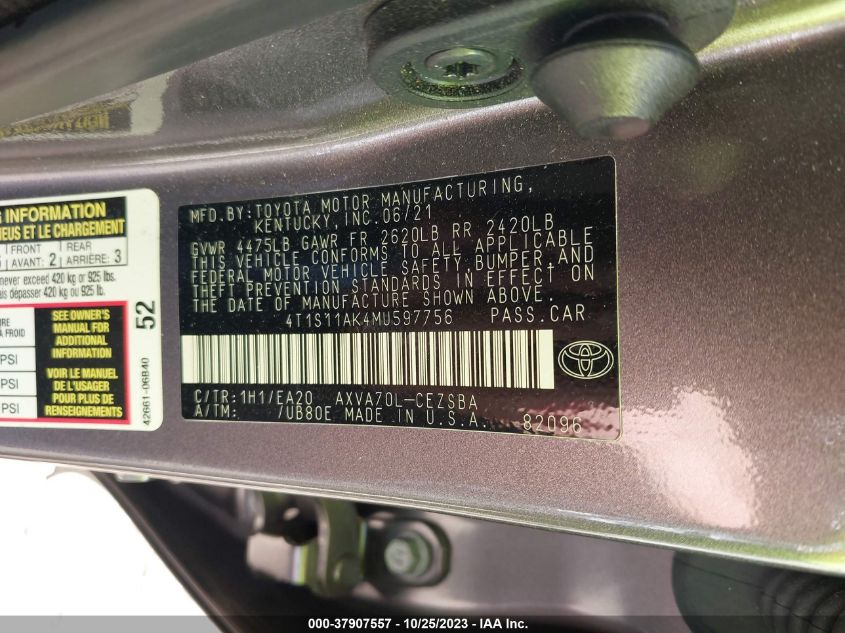 G INFORMATION
NEUS ET LE CHARGEMENT
FRONT
AVANT: 2
REAR
ARRIÈRE: 3
never exceed 420 kg or 925 lbs.
ais dépasser 420 kg ou 925 lb.
URE
À FROID
PSI
PSI
PSI
SEE OWNER'S
MANUAL FOR
ADDITIONAL
INFORMATION
VOIR LE MANUEL
DE L'USAGER
POUR PLUS DE
RENSEIGNEMENTS
52
42661-06B40
MFD.BY:TOYOTA MOTOR MANUFACTURING,
KENTUCKY, INC.06/21
GVWR 4475LB GAWR FR 2620LB RR 2420LB
THIS VEHICLE CONFORMS TO ALL APPLICABLE
FEDERAL MOTOR VEHICLE SAFETY,BUMPER,AND
THEFT PREVENTION STANDARDS IN EFFECT ON
THE DATE OF MANUFACTURE SHOWN ABOVE.
4T1S11AK4MU597756 PASS.CAR
C/TR:1H1/EA20 AXVA70L-CEZSBA
A/TM: /UB80E MADE IN U.S.A.
82096
000-37907557 - 10/25/2023 - IAA Inc.